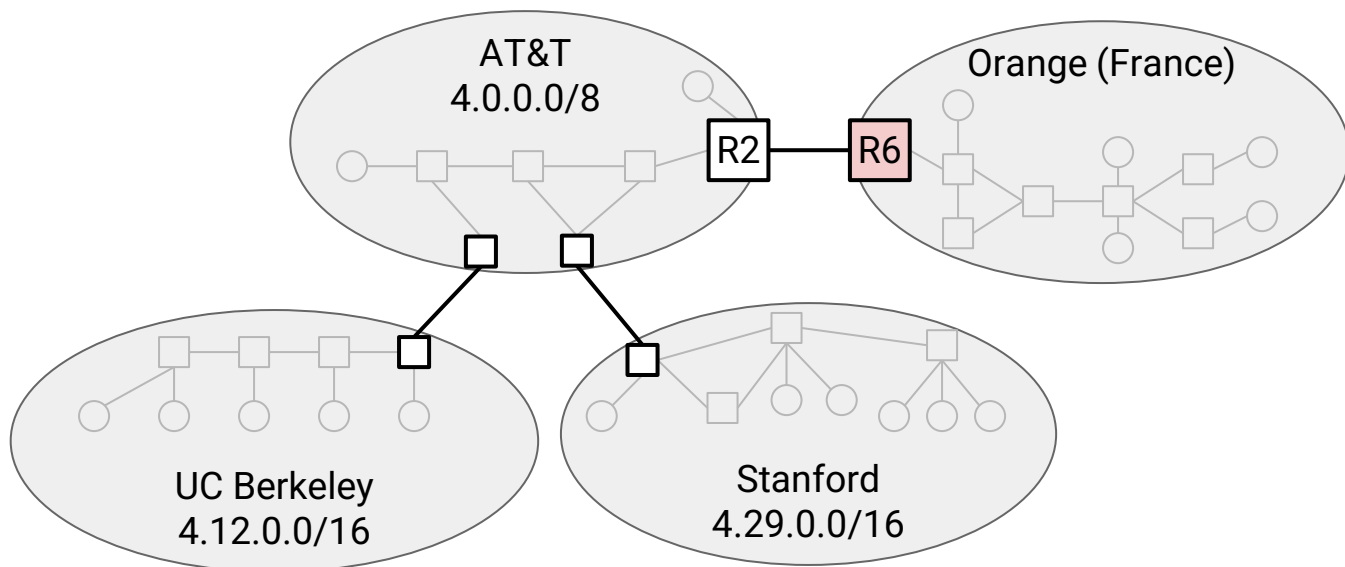 AT&T
4.0.0.0/8
Orange (France)
R2
R6
UC Berkeley
4.12.0.0/16
Stanford
4.29.0.0/16